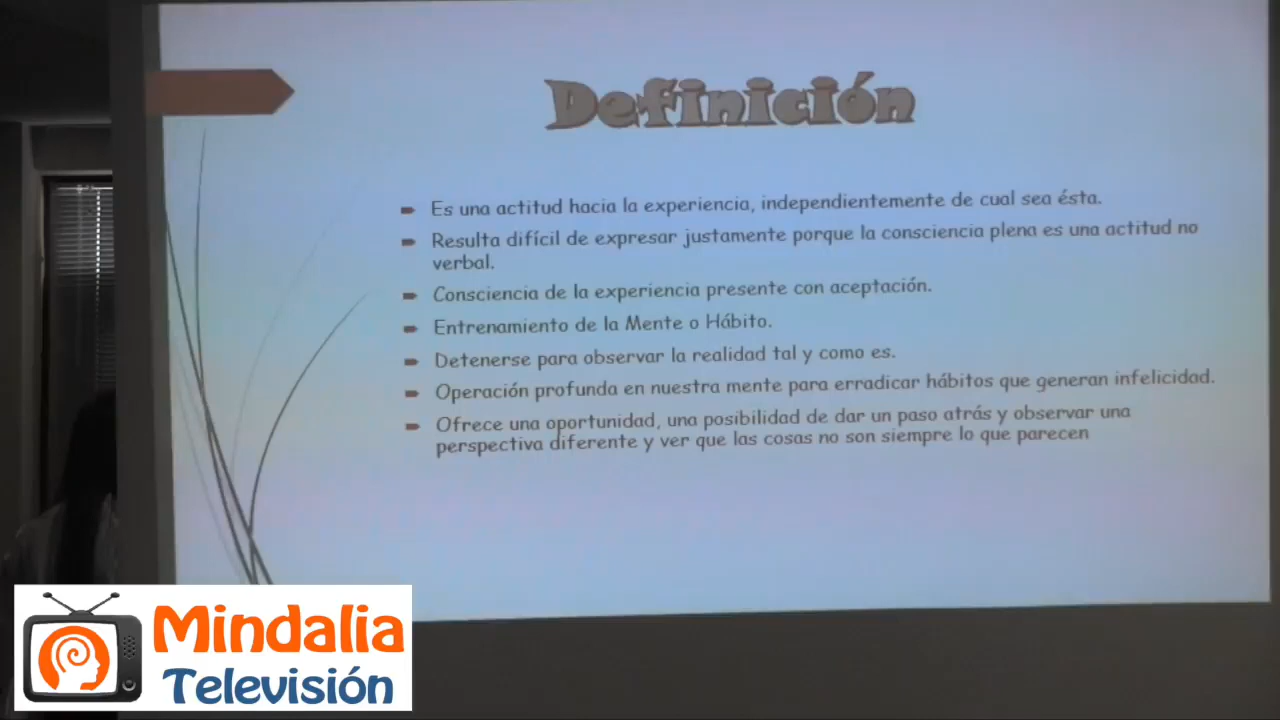 Definición
Es una actitud hacia la experiencia, independientemente de cual sea ésta.
Resulta difícil de expresar justamente porque la consciencia plena es una actitud no
verbal.
Consciencia de la experiencia presente con aceptación.
Entrenamiento de la Mente o Hábito.
Detenerse para observar la realidad tal y como es.
Operación profunda en nuestra mente para erradicar hábitos que generan infelicidad.
Ofrece una oportunidad, una posibilidad de dar un paso atrás y observar una
perspectiva diferente y ver que las cosas no son siempre lo que parecen
Mindalia
Televisión